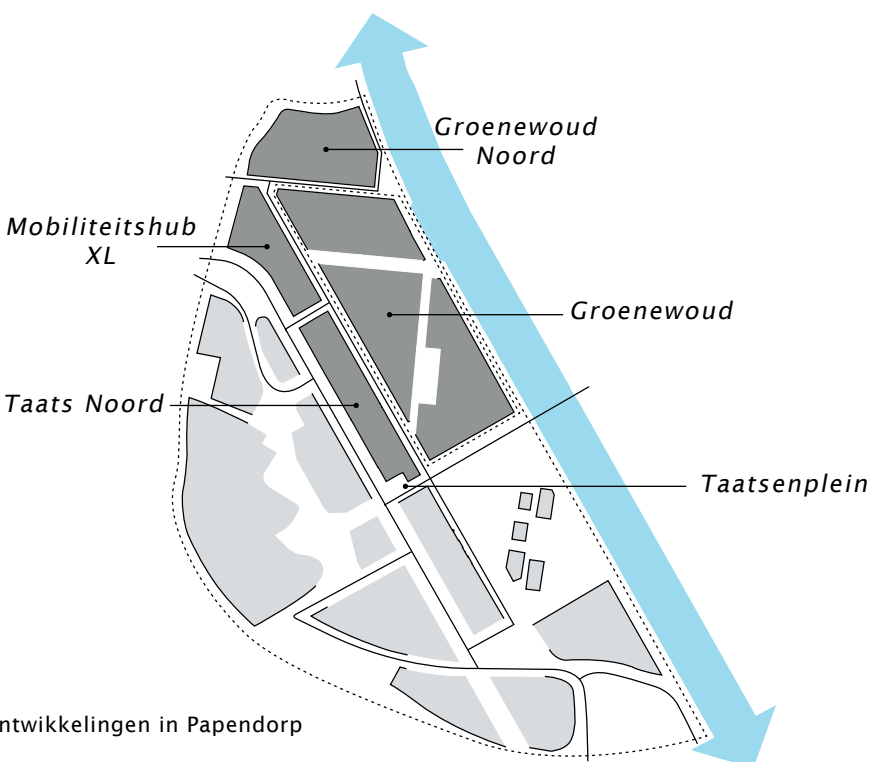 Groenewoud
Noord
Mobiliteitshub
XL
Groenewoud
Taats Noord
Taatsenplein
ntwikkelingen in Papendorp